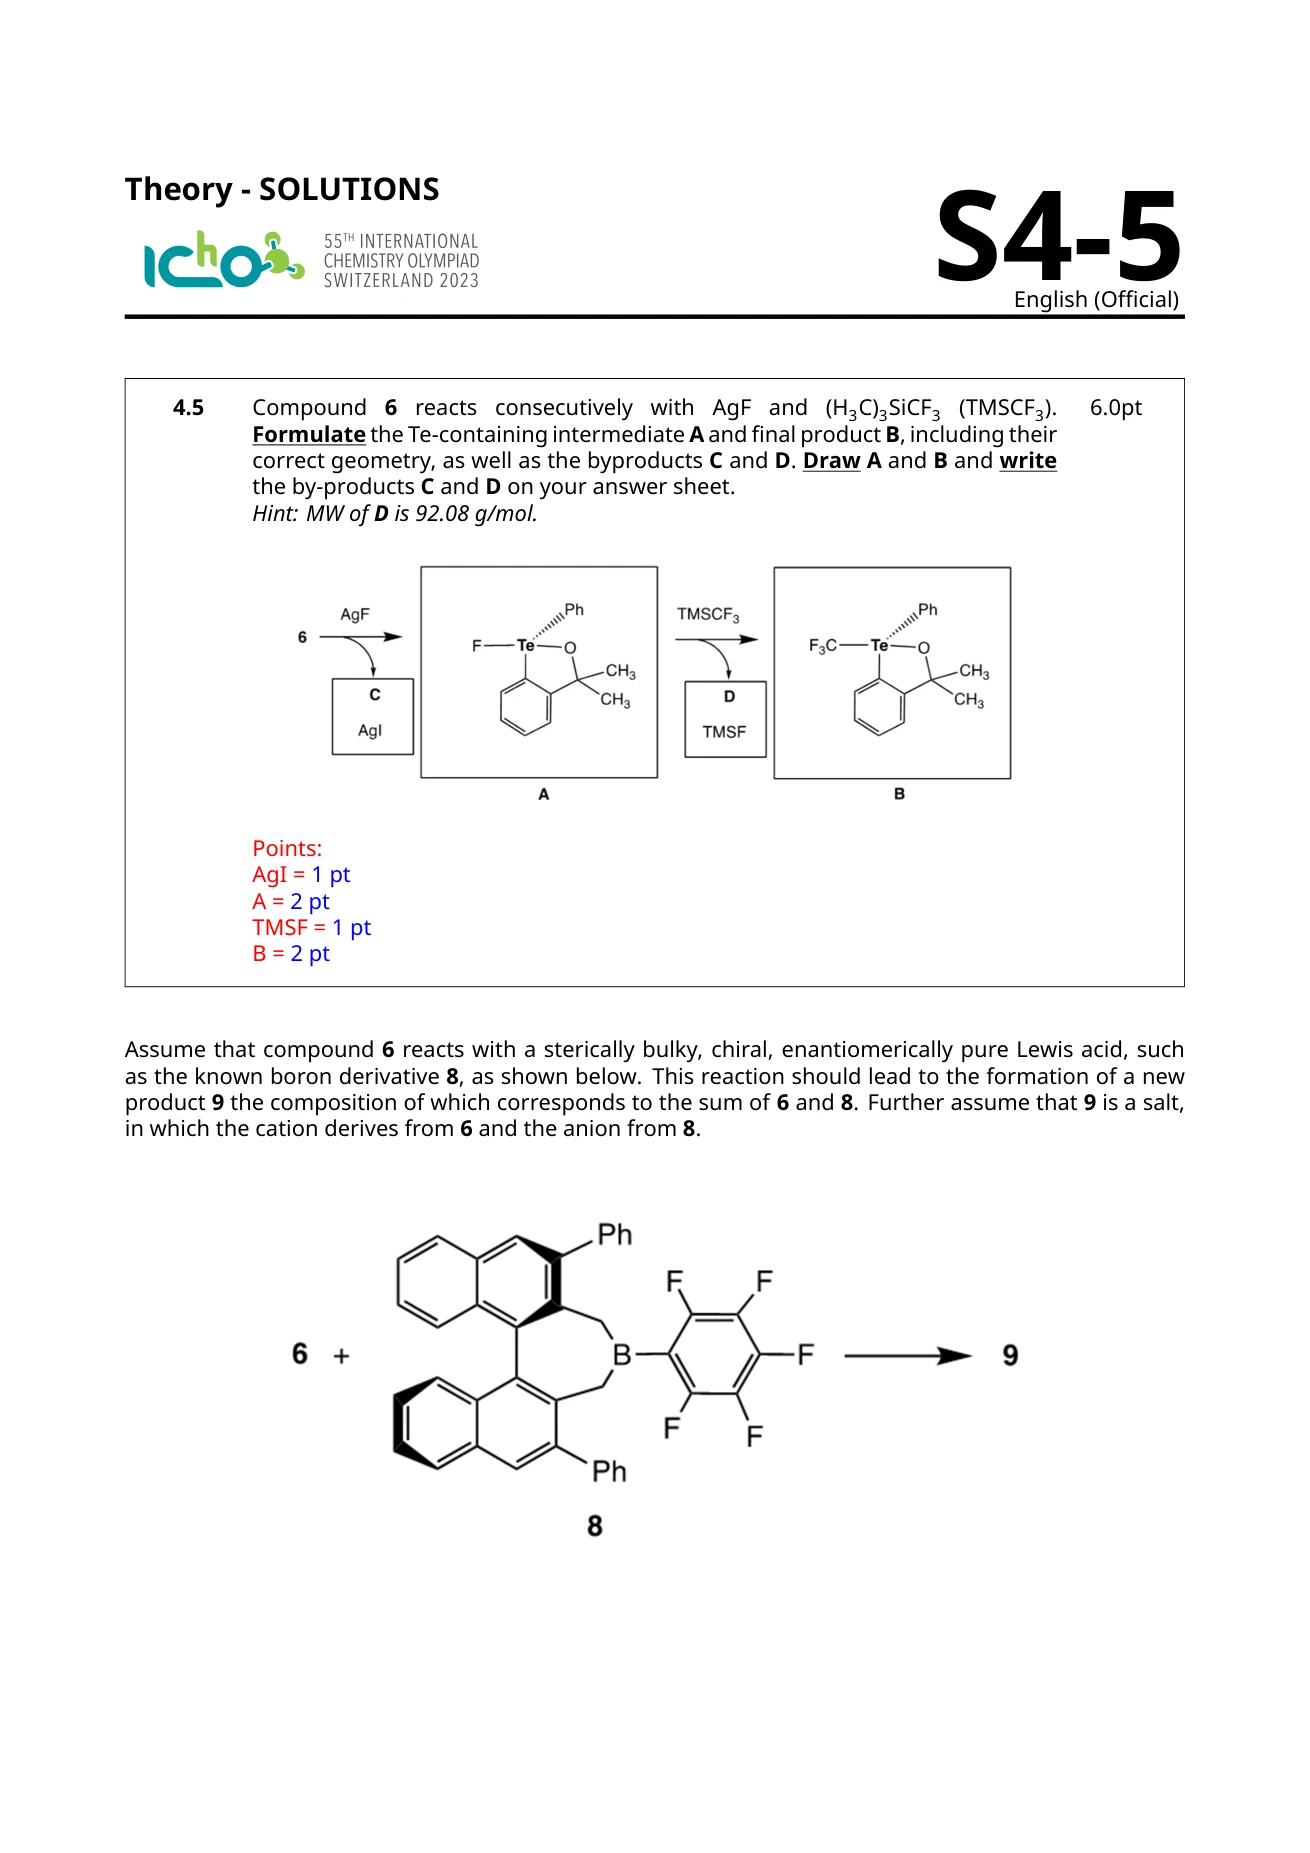 Theory - SOLUTIONS
IChO
55TH INTERNATIONAL
CHEMISTRY OLYMPIAD
SWITZERLAND 2023
S4-5
English (Official)
4.5 Compound 6 reacts consecutively with AgF and (H3C)3SiCF3 (TMSCF3). 6.0pt
Formulate the Te-containing intermediate A and final product B, including their
correct geometry, as well as the byproducts C and D. Draw A and B and write
the by-products C and D on your answer sheet.
Hint: MW of D is 92.08 g/mol.
6 AgF C AgI
F Te Ph O CH3 CH3
A
TMSCF3 D TMSF
F3C Te Ph O CH3 CH3
B
Points:
AgI = 1 pt
A = 2 pt
TMSF = 1 pt
B = 2 pt
Assume that compound 6 reacts with a sterically bulky, chiral, enantiomerically pure Lewis acid, such
as the known boron derivative 8, as shown below. This reaction should lead to the formation of a new
product 9 the composition of which corresponds to the sum of 6 and 8. Further assume that 9 is a salt,
in which the cation derives from 6 and the anion from 8.
Ph
F F
6 + B F 9
F F
Ph
8